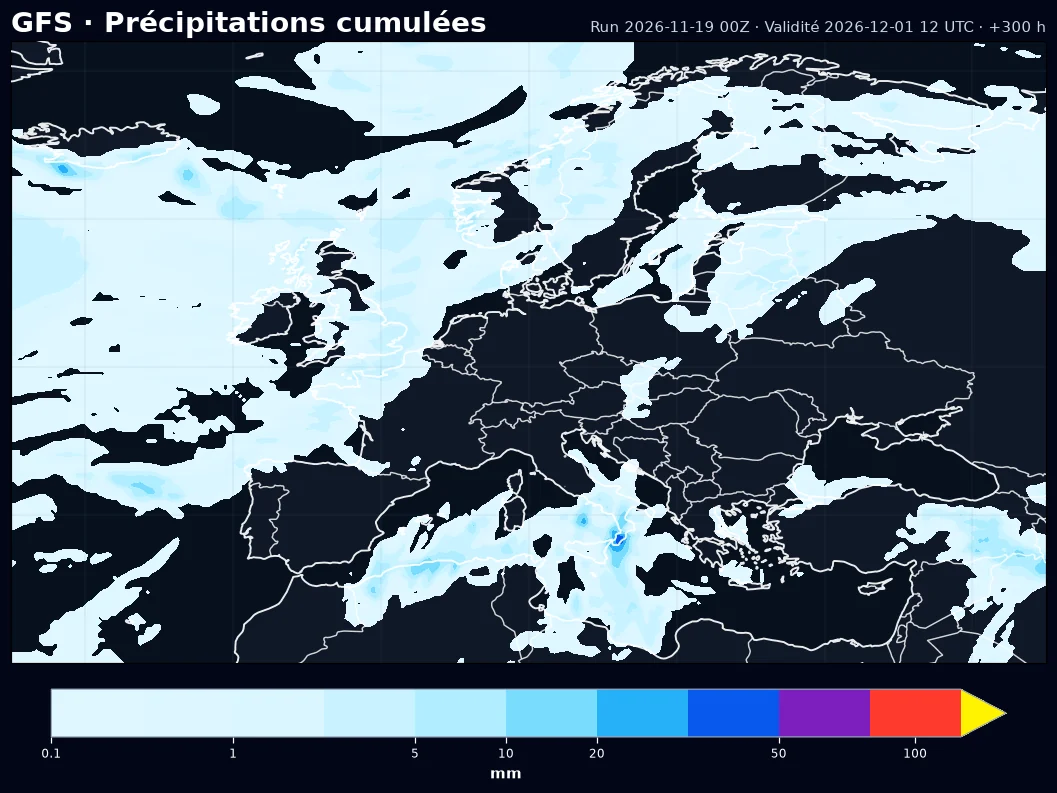 GFS · Précipitations cumulées
Run 2026-11-19 00Z · Validité 2026-12-01 12 UTC · +300 h
0.1 1 5 10 20 50 100
mm